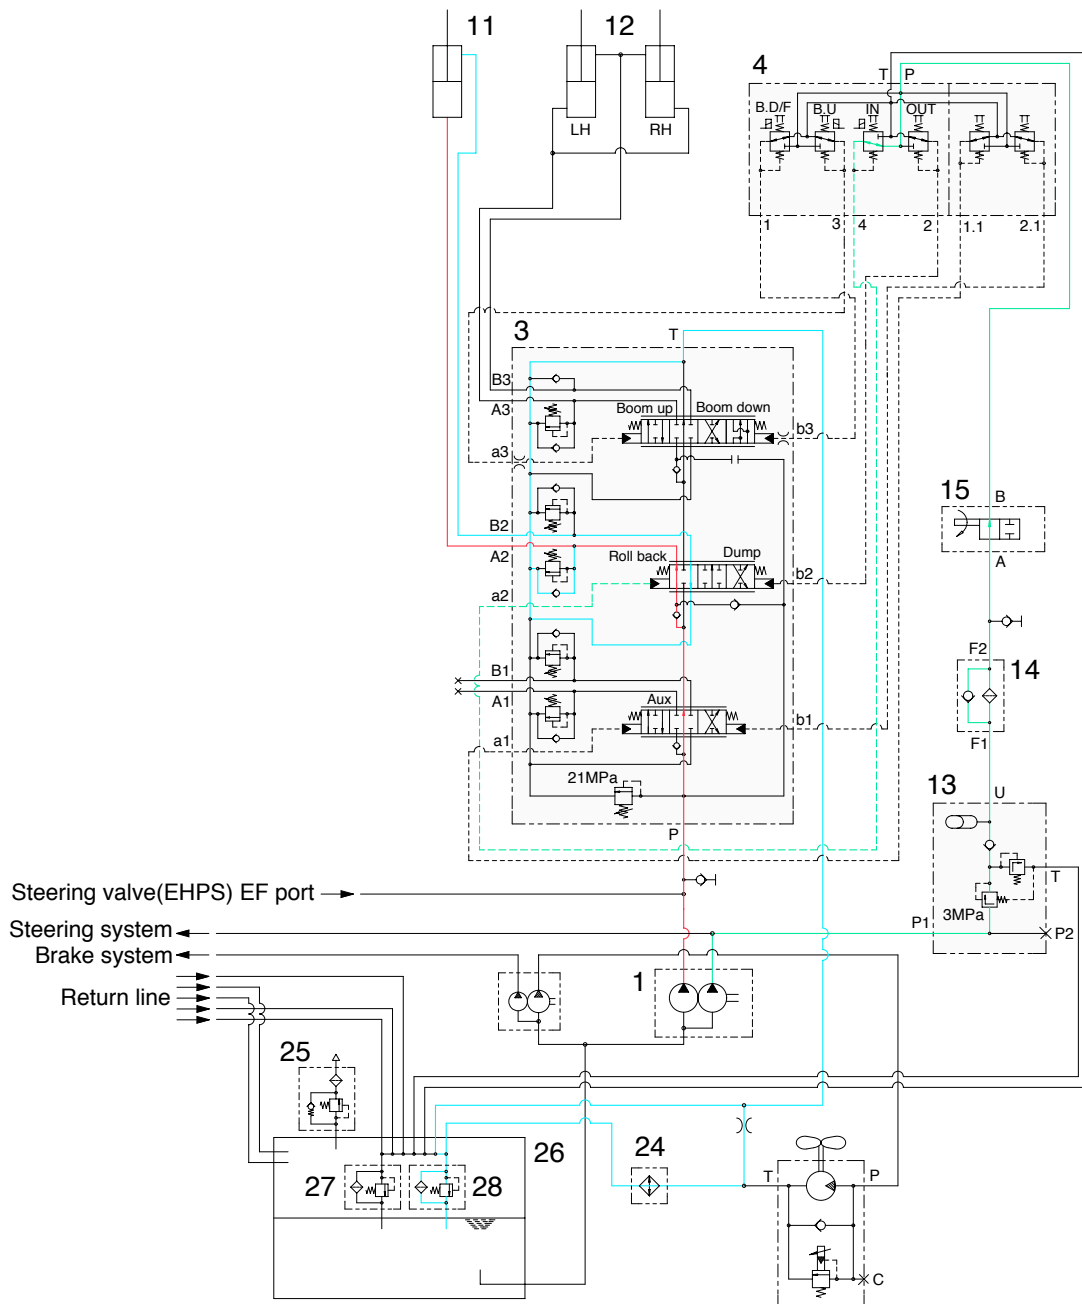 11
12
LH
RH
4
T
P
B.D/F
B.U
IN
OUT
1
3
4
2
1.1
2.1
3
T
B3
A3
Boom up
Boom down
a3
b3
B2
A2
Roll back
Dump
a2
b2
B1
A1
Aux
a1
b1
21MPa
P
15
B
A
F2
14
F1
13
U
T
3MPa
P1
P2
Steering valve(EHPS) EF port
Steering system
Brake system
Return line
1
25
26
27
28
24
T
P
C